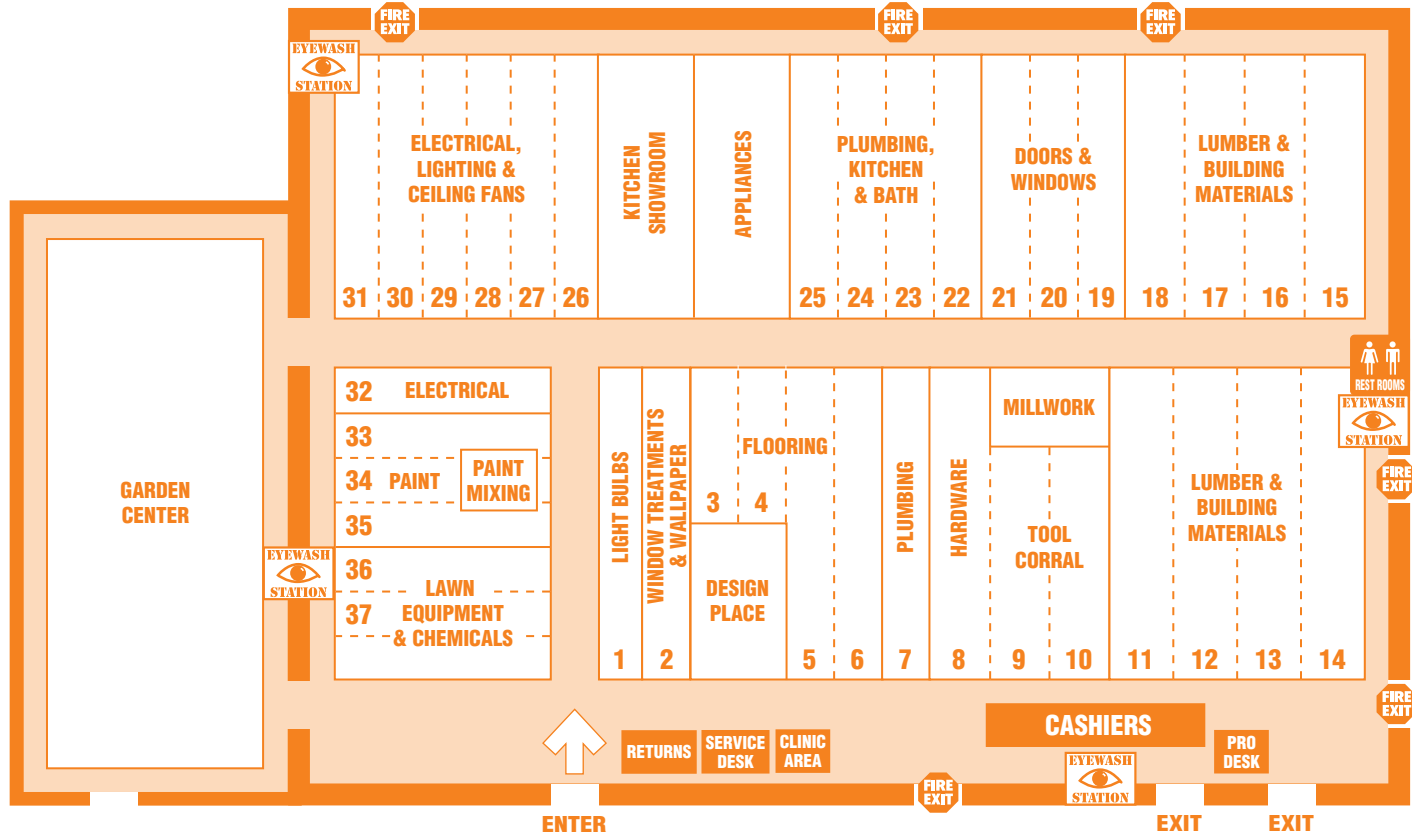 FIRE
EXIT
FIRE
EXIT
FIRE
EXIT
EYEWASH
STATION
ELECTRICAL,
LIGHTING &
CEILING FANS
KITCHEN
SHOWROOM
APPLIANCES
PLUMBING,
KITCHEN
& BATH
DOORS &
WINDOWS
LUMBER &
BUILDING
MATERIALS
31 30 29 28 27 26 25 24 23 22 21 20 19 18 17 16 15
REST ROOMS
EYEWASH
STATION
FIRE
EXIT
GARDEN
CENTER
32 ELECTRICAL
33
34 PAINT
PAINT
MIXING
35
EYEWASH
STATION
36
37
LAWN
EQUIPMENT
& CHEMICALS
LIGHT BULBS
WINDOW TREATMENTS
& WALLPAPER
FLOORING
3 4
DESIGN
PLACE
PLUMBING
HARDWARE
MILLWORK
TOOL
CORRAL
LUMBER &
BUILDING
MATERIALS
1 2 5 6 7 8 9 10 11 12 13 14
FIRE
EXIT
RETURNS
SERVICE
DESK
CLINIC
AREA
CASHIERS
PRO
DESK
EYEWASH
STATION
FIRE
EXIT
ENTER
EXIT
EXIT